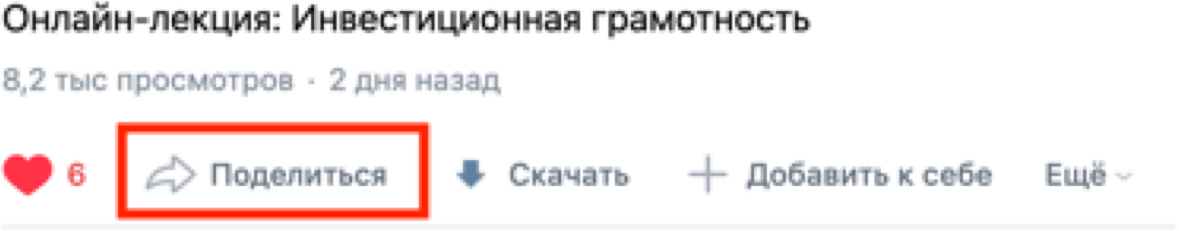 Онлайн-лекция: Инвестиционная грамотность
8,2 тыс просмотров · 2 дня назад
6 Поделиться Скачать Добавить к себе Ещё